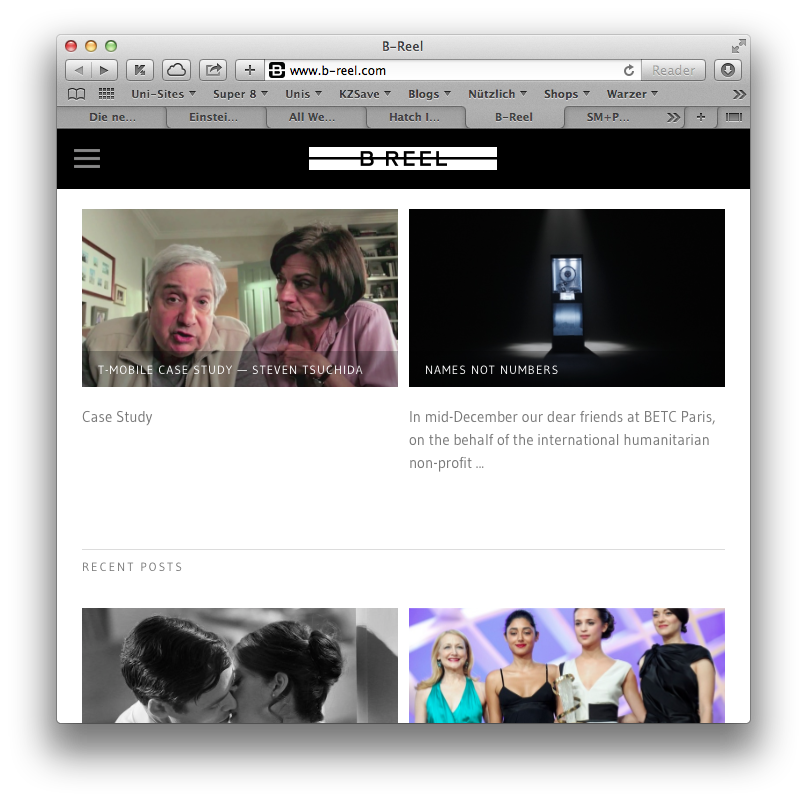 B-Reel
www.b-reel.com
Reader
Uni-Sites Super 8 Unis KZSave Blogs Nützlich Shops Warzer
Die ne... Einstei... All We... Hatch I... B-Reel SM+P...
B REEL
T-MOBILE CASE STUDY — STEVEN TSUCHIDA
NAMES NOT NUMBERS
Case Study
In mid-December our dear friends at BETC Paris,
on the behalf of the international humanitarian
non-profit ...
RECENT POSTS